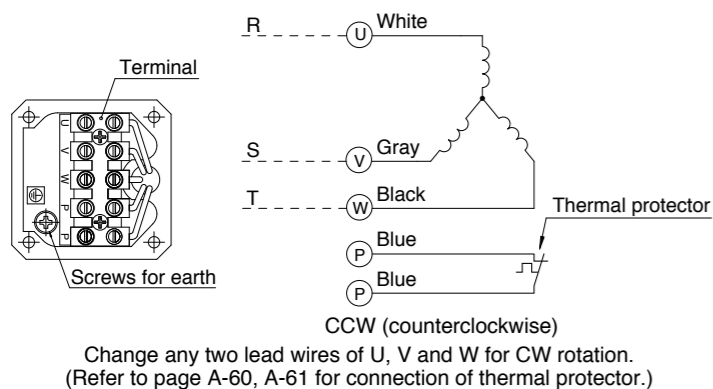 Terminal
U
V
W
P
P
Screws for earth
R
U
White
S
V
Gray
T
W
Black
P
Blue
P
Blue
Thermal protector
CCW (counterclockwise)
Change any two lead wires of U, V and W for CW rotation.
(Refer to page A-60, A-61 for connection of thermal protector.)